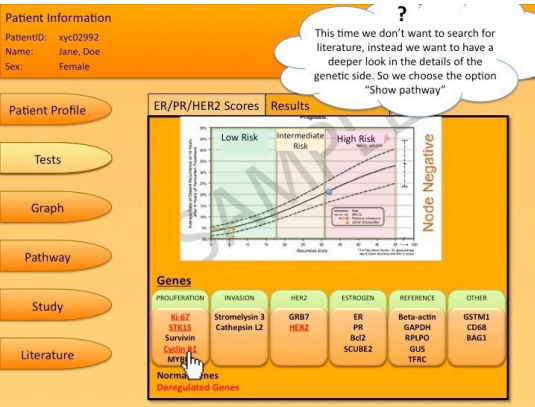 Patient Information
PatientID: xyc02992
Name: Jane, Doe
Sex: Female
?
This time we don't want to search for
literature, instead we want to have a
deeper look in the details of the
genetic side. So we choose the option
"Show pathway"
Patient Profile
Tests
Graph
Pathway
Study
Literature
ER/PR/HER2 Scores
Results
Prognosis
Low Risk
Intermediate
Risk
High Risk
Node Negative
SAMPLE
Recurrence Score
Genes
PROLIFERATION
Ki-67
STK15
Survivin
Cyclin B1
INVASION
Stromelysin 3
Cathepsin L2
HER2
GRB7
HER2
ESTROGEN
ER
PR
Bcl2
SCUBE2
REFERENCE
Beta-actin
GAPDH
RPLPO
GUS
TFRC
OTHER
GSTM1
CD68
BAG1
Deregulated Genes